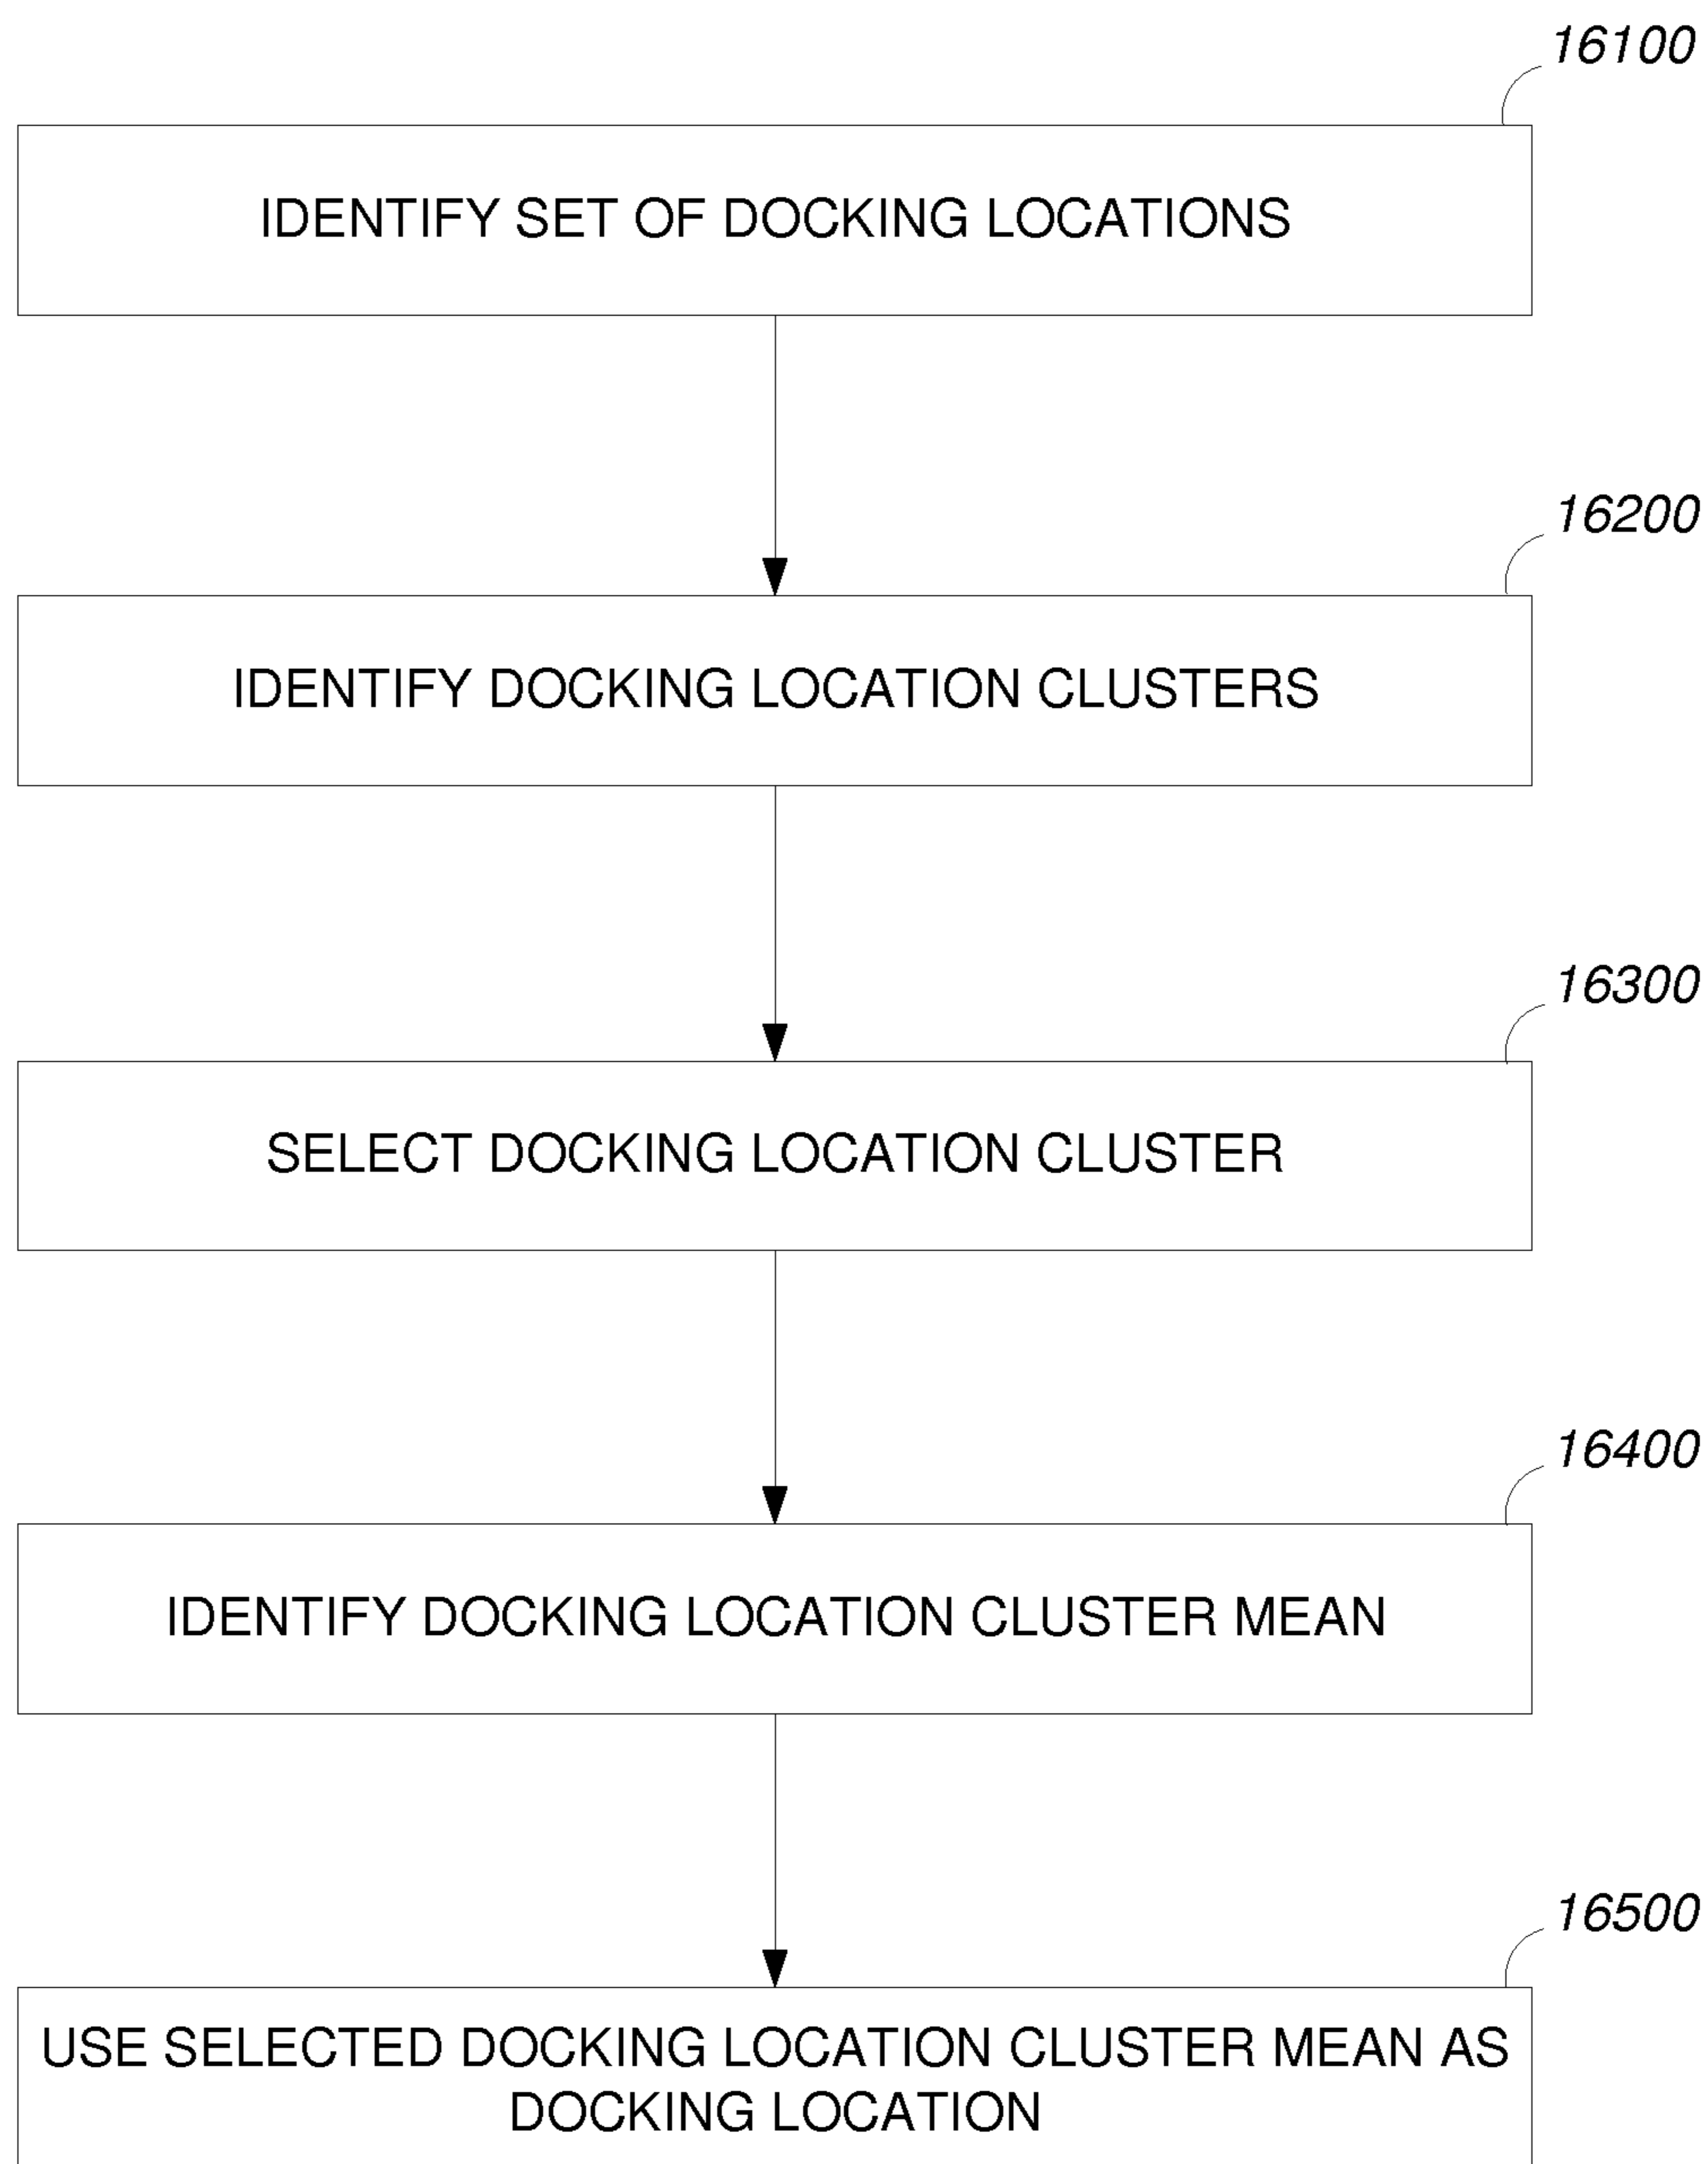 16100
IDENTIFY SET OF DOCKING LOCATIONS
16200
IDENTIFY DOCKING LOCATION CLUSTERS
16300
SELECT DOCKING LOCATION CLUSTER
16400
IDENTIFY DOCKING LOCATION CLUSTER MEAN
16500
USE SELECTED DOCKING LOCATION CLUSTER MEAN AS
DOCKING LOCATION